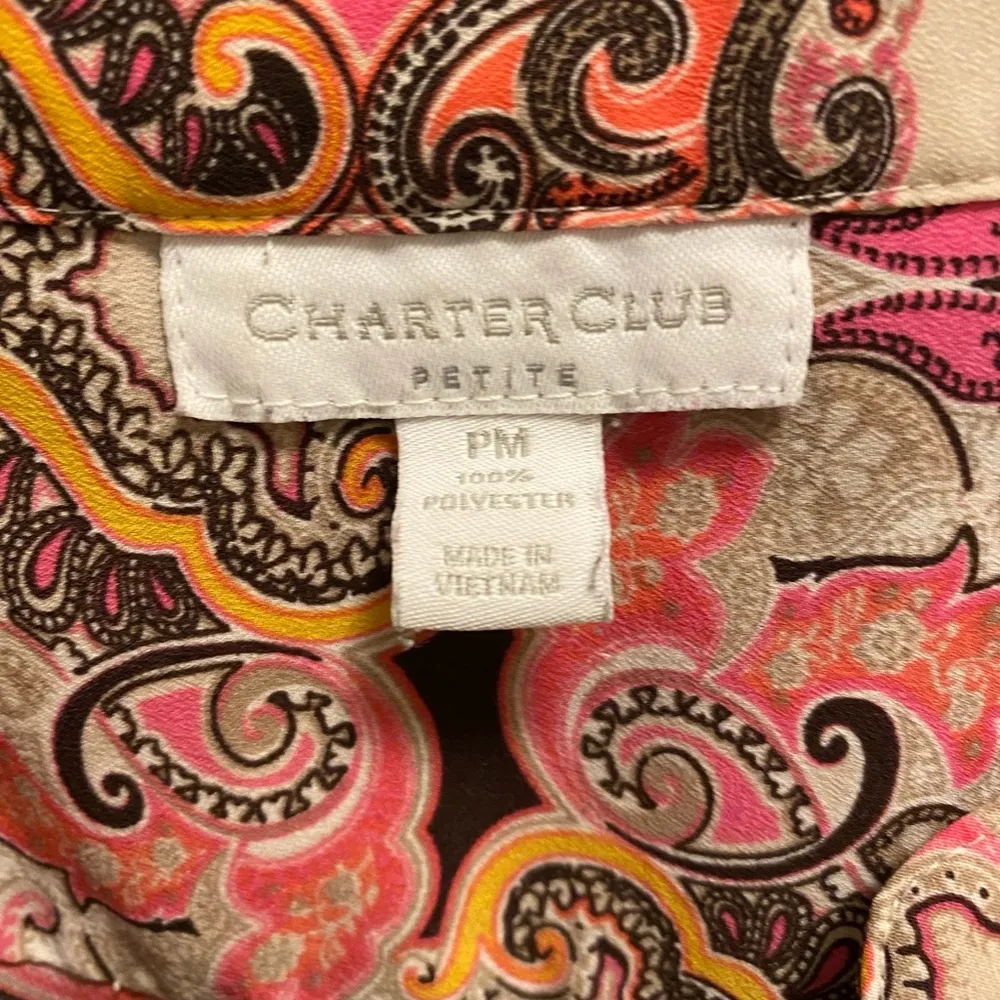 CHARTER CLUB
PETITE
PM
100%
POLYESTER
MADE IN
VIETNAM